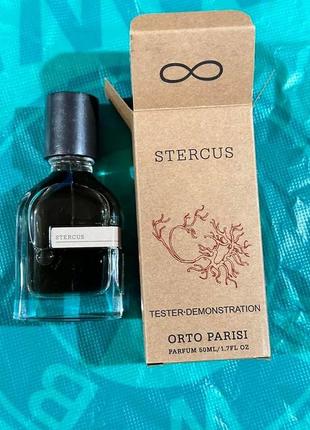 STERCUS
STERCUS
TESTER·DEMONSTRATION
ORTO PARISI
PARFUM 50ML/1.7FL OZ